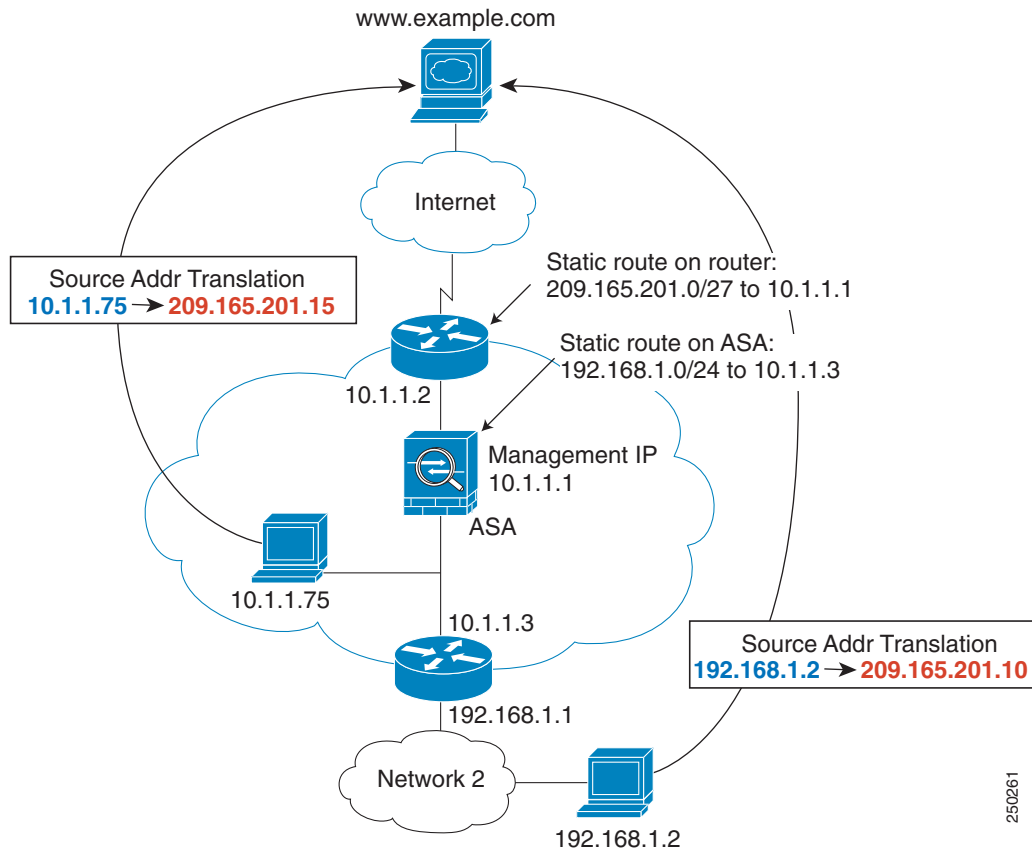 www.example.com
Internet
Source Addr Translation
10.1.1.75 → 209.165.201.15
Static route on router:
209.165.201.0/27 to 10.1.1.1
Static route on ASA:
192.168.1.0/24 to 10.1.1.3
10.1.1.2
Management IP
10.1.1.1
ASA
10.1.1.75
10.1.1.3
Source Addr Translation
192.168.1.2 → 209.165.201.10
192.168.1.1
Network 2
192.168.1.2
250261